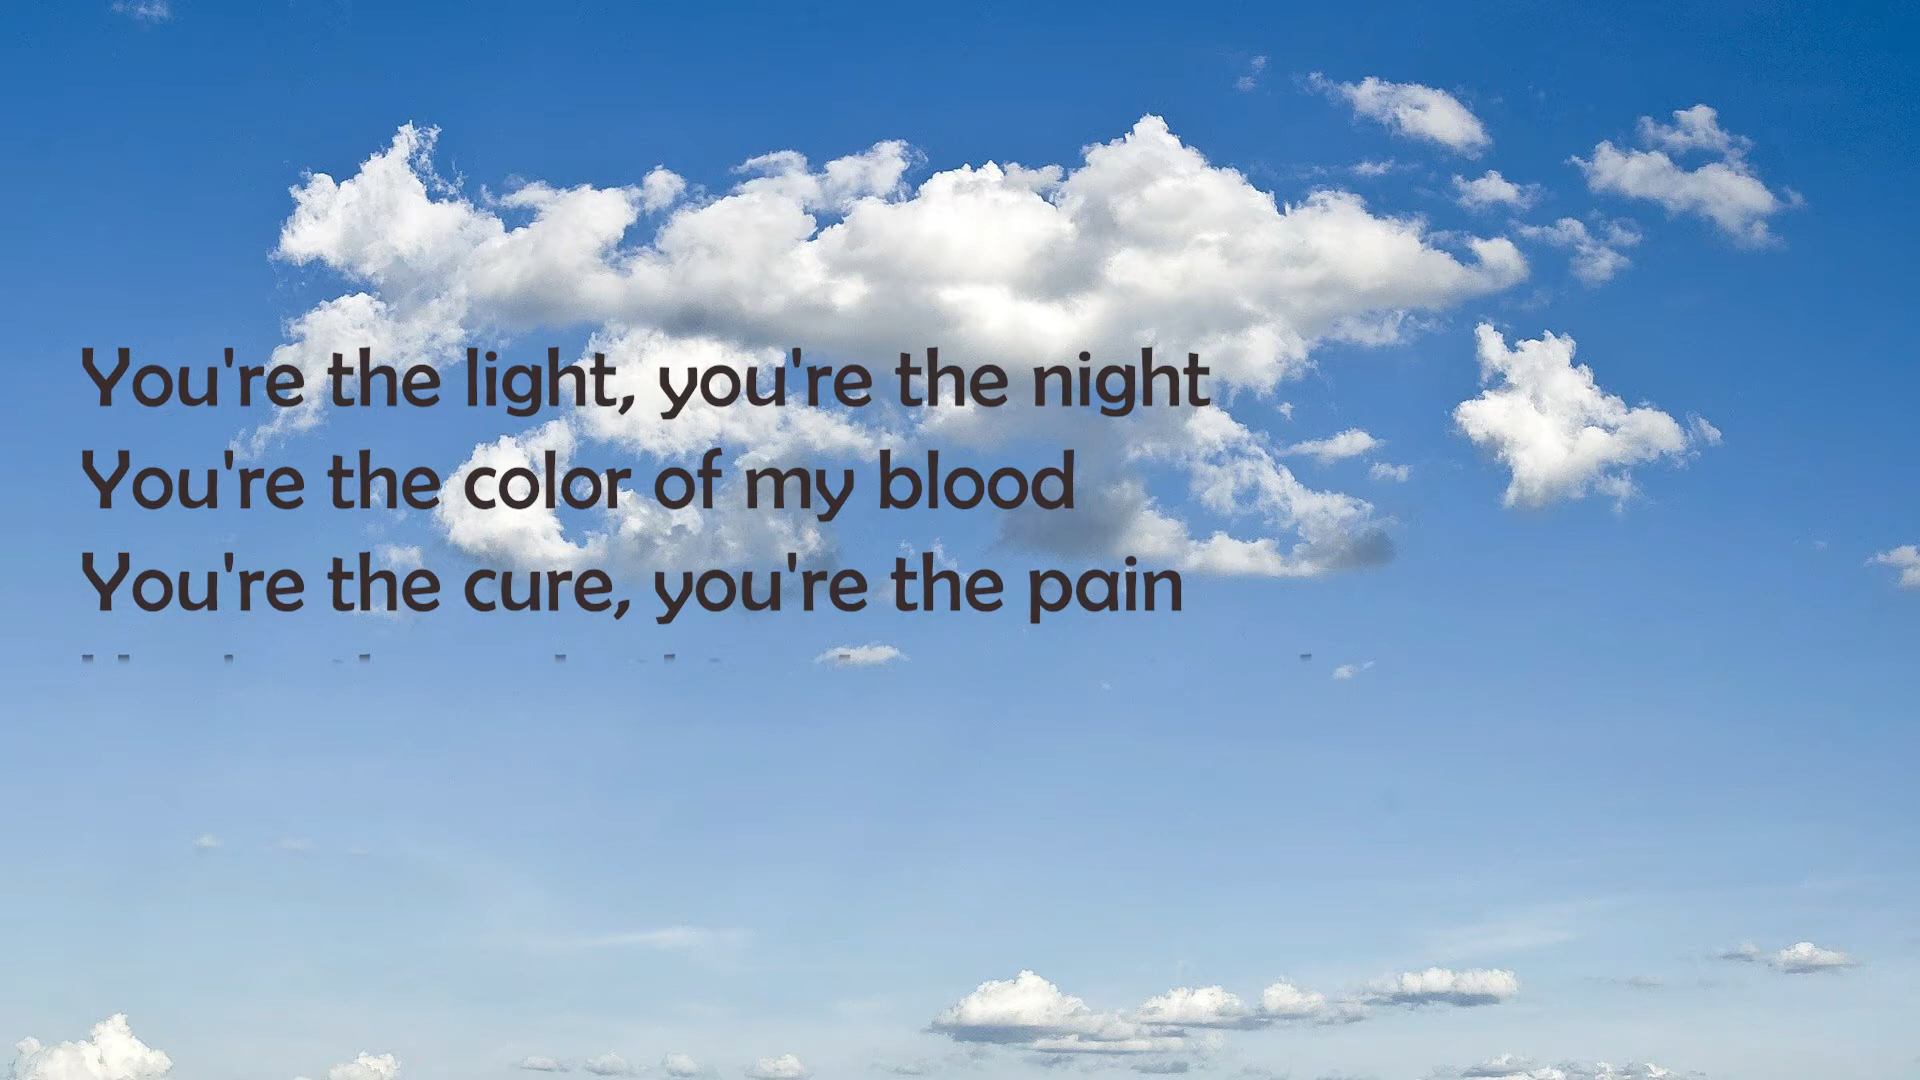 You're the light, you're the night
You're the color of my blood
You're the cure, you're the pain